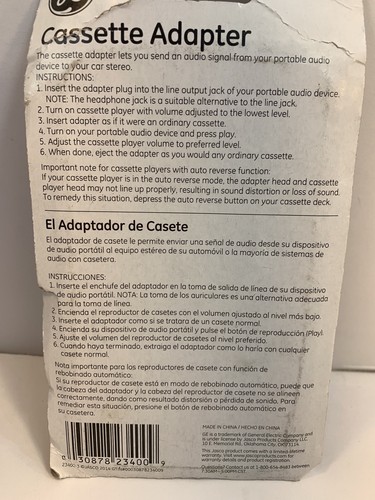 Cassette Adapter
The cassette adapter lets you send an audio signal from your portable audio
device to your car stereo.
INSTRUCTIONS:
1. Insert the adapter plug into the line output jack of your portable audio device.
NOTE: The headphone jack is a suitable alternative to the line jack.
2. Turn on cassette player with volume adjusted to the lowest level.
3. Insert adapter as if it were an ordinary cassette.
4. Turn on your portable audio device and press play.
5. Adjust the cassette player volume to preferred level.
6. When done, eject the adapter as you would any ordinary cassette.
Important note for cassette players with auto reverse function:
If your cassette player is in the auto reverse mode, the adapter head and cassette
player head may not line up properly, resulting in sound distortion or loss of sound.
To remedy this situation, depress the auto reverse button on your cassette deck.
El Adaptador de Casete
El adaptador de casete le permite enviar una señal de audio desde su dispositivo
de audio portátil al equipo estéreo de su automóvil o la mayoría de sistemas de
audio con casetera.
INSTRUCCIONES:
1. Inserte el enchufe del adaptador en la toma de salida de línea de su dispositivo
de audio portátil. NOTA: La toma de los auriculares es una alternativa adecuada
para la toma de línea.
2. Encienda el reproductor de casetes con el volumen ajustado al nivel más bajo.
3. Inserte el adaptador como si se tratara de un casete normal.
4. Encienda su dispositivo de audio portátil y pulse el botón de reproducción (Play).
5. Ajuste el volumen del reproductor de casetes al nivel preferido.
6. Cuando haya terminado, extraiga el adaptador como lo haría con cualquier
casete normal.
Nota importante para los reproductores de casete con función de
rebobinado automático:
Si su reproductor de casete está en modo de rebobinado automático, puede que
la cabeza del adaptador y la cabeza del reproductor de casete no se alineen
correctamente, dando como resultado distorsión o pérdida de sonido. Para
remediar esta situación, presione el botón de rebobinado automático en
su casetera.
MADE IN CHINA / HECHO EN CHINA
GE is a trademark of General Electric Company and
is under license by Jasco Products Company LLC,
10 E. Memorial Rd., Oklahoma City, OK 73114.
This Jasco product comes with a limited lifetime
warranty. Visit www.jascoproducts.com for
warranty details and product registration.
Questions? Contact us at 1-800-654-8483 between
7:30AM-5:00PM CST.
0 30878 23400 9